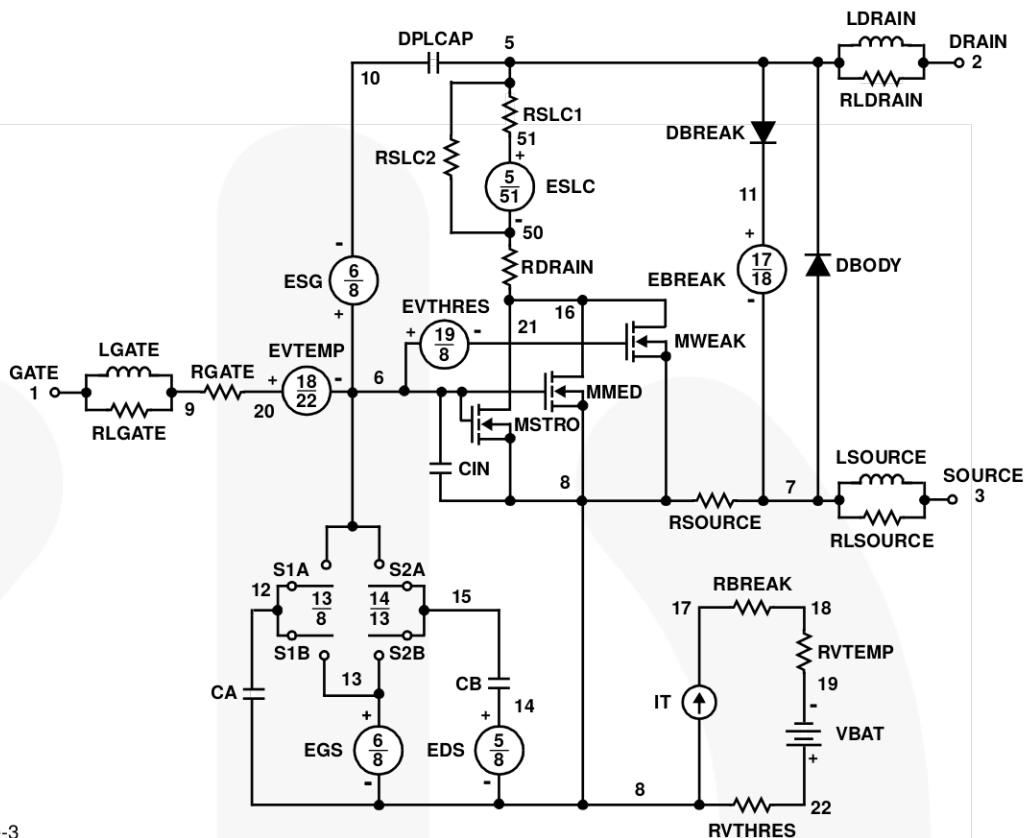 LDRAIN
DPLCAP
5
DRAIN
2
10
RLDRAIN
RSLC1
51
DBREAK
RSLC2
+
5
51
ESLC
-
50
11
-
ESG
6
8
+
RDRAIN
+
17
18
EBREAK
-
DBODY
EVTHRES
16
21
+
19
8
-
MWEAK
LGATE
GATE
1
RLGATE
9
RGATE
20
EVTEMP
+
18
22
-
6
MMED
MSTRO
CIN
8
LSOURCE
SOURCE
3
7
RSOURCE
RLSOURCE
S1A
S2A
12
13
8
14
13
15
S1B
S2B
13
CA
CB
14
+
EGS
6
8
-
+
EDS
5
8
-
RBREAK
17
18
RVTEMP
19
IT
-
VBAT
+
8
22
RVTHRES
-3